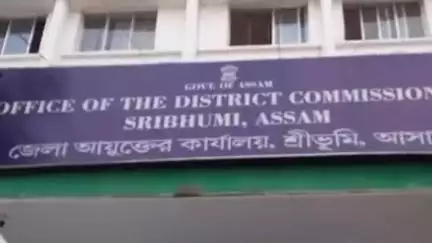 GOVT. OF ASSAM
OFFICE OF THE DISTRICT COMMISSION
SRIBHUMI, ASSAM
জেলা আয়ুক্তের কার্যালয়, শ্রীভূমি, আসা